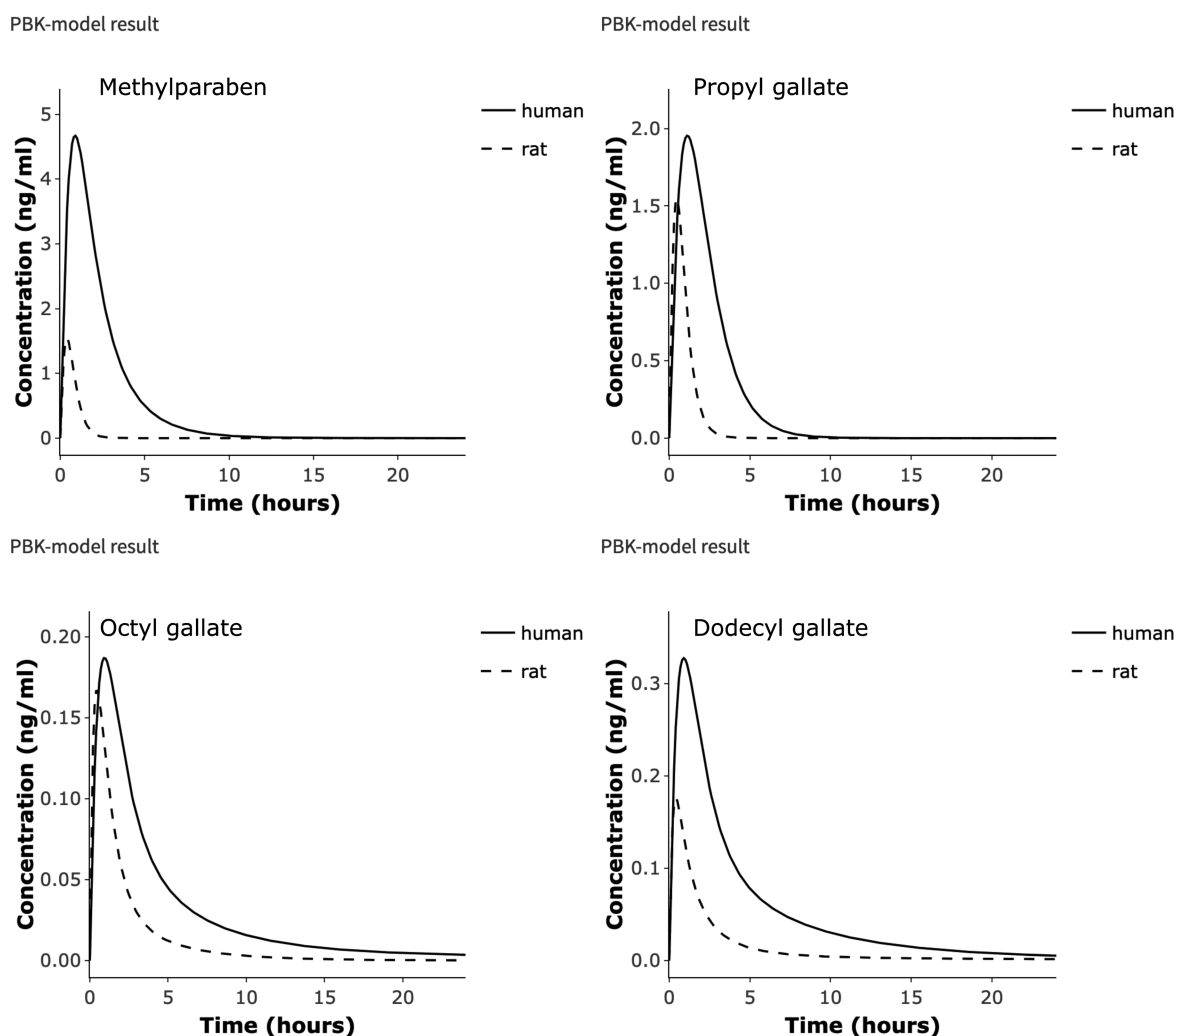 PBK-model result
Methylparaben
human
rat
Concentration (ng/ml)
5
4
3
2
1
0
0 5 10 15 20
Time (hours)
PBK-model result
Propyl gallate
human
rat
Concentration (ng/ml)
2.0
1.5
1.0
0.5
0.0
0 5 10 15 20
Time (hours)
PBK-model result
Octyl gallate
human
rat
Concentration (ng/ml)
0.20
0.15
0.10
0.05
0.00
0 5 10 15 20
Time (hours)
PBK-model result
Dodecyl gallate
human
rat
Concentration (ng/ml)
0.3
0.2
0.1
0.0
0 5 10 15 20
Time (hours)